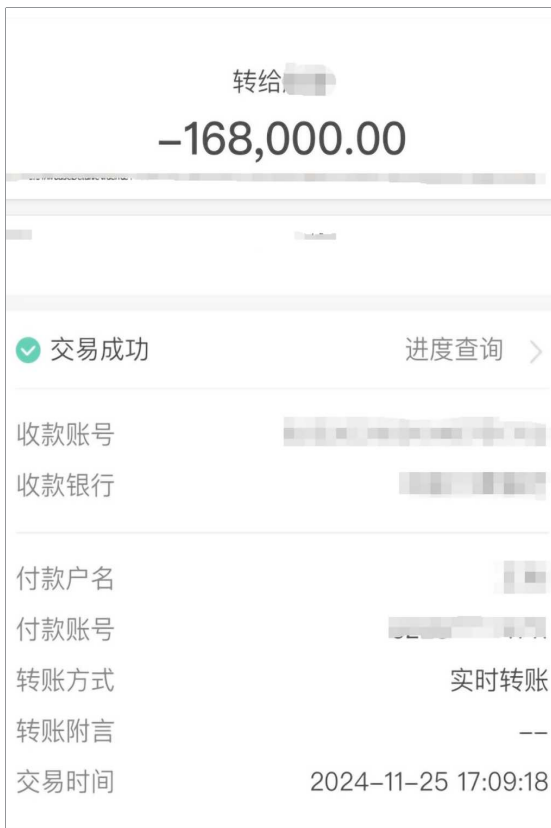 转给
-168,000.00
交易成功 进度查询
收款账号
收款银行
付款户名
付款账号
转账方式 实时转账
转账附言 --
交易时间 2024-11-25 17:09:18